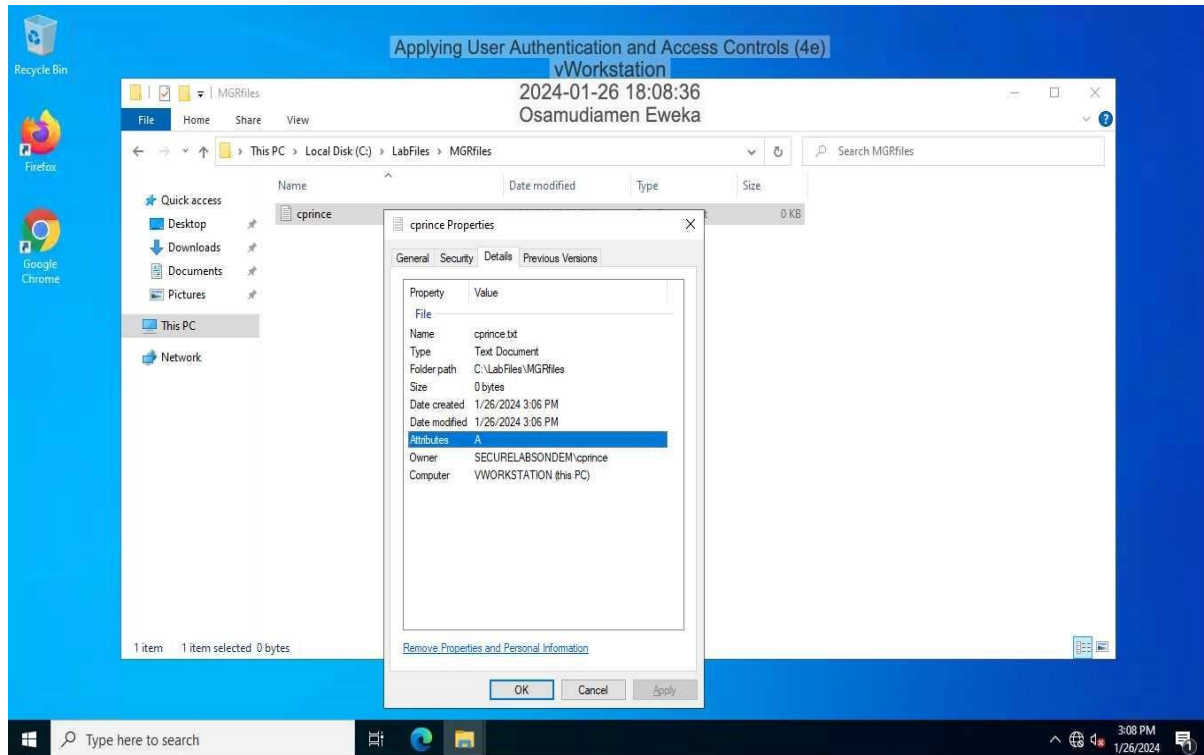 Recycle Bin
Firefox
Google
Chrome
Applying User Authentication and Access Controls (4e)
vWorkstation
2024-01-26 18:08:36
Osamudiamen Eweka
MGRfiles
File Home Share View
This PC > Local Disk (C:) > LabFiles > MGRfiles
Search MGRfiles
Quick access
Desktop
Downloads
Documents
Pictures
This PC
Network
Name Date modified Type Size
cprince 0 KB
cprince Properties
General Security Details Previous Versions
Property Value
File
Name cprince.txt
Type Text Document
Folder path C:\LabFiles\MGRfiles
Size 0 bytes
Date created 1/26/2024 3:06 PM
Date modified 1/26/2024 3:06 PM
Attributes A
Owner SECURELABSONDEM\cprince
Computer VWORKSTATION (this PC)
Remove Properties and Personal Information
OK Cancel Apply
1 item 1 item selected 0 bytes
Type here to search
3:08 PM
1/26/2024